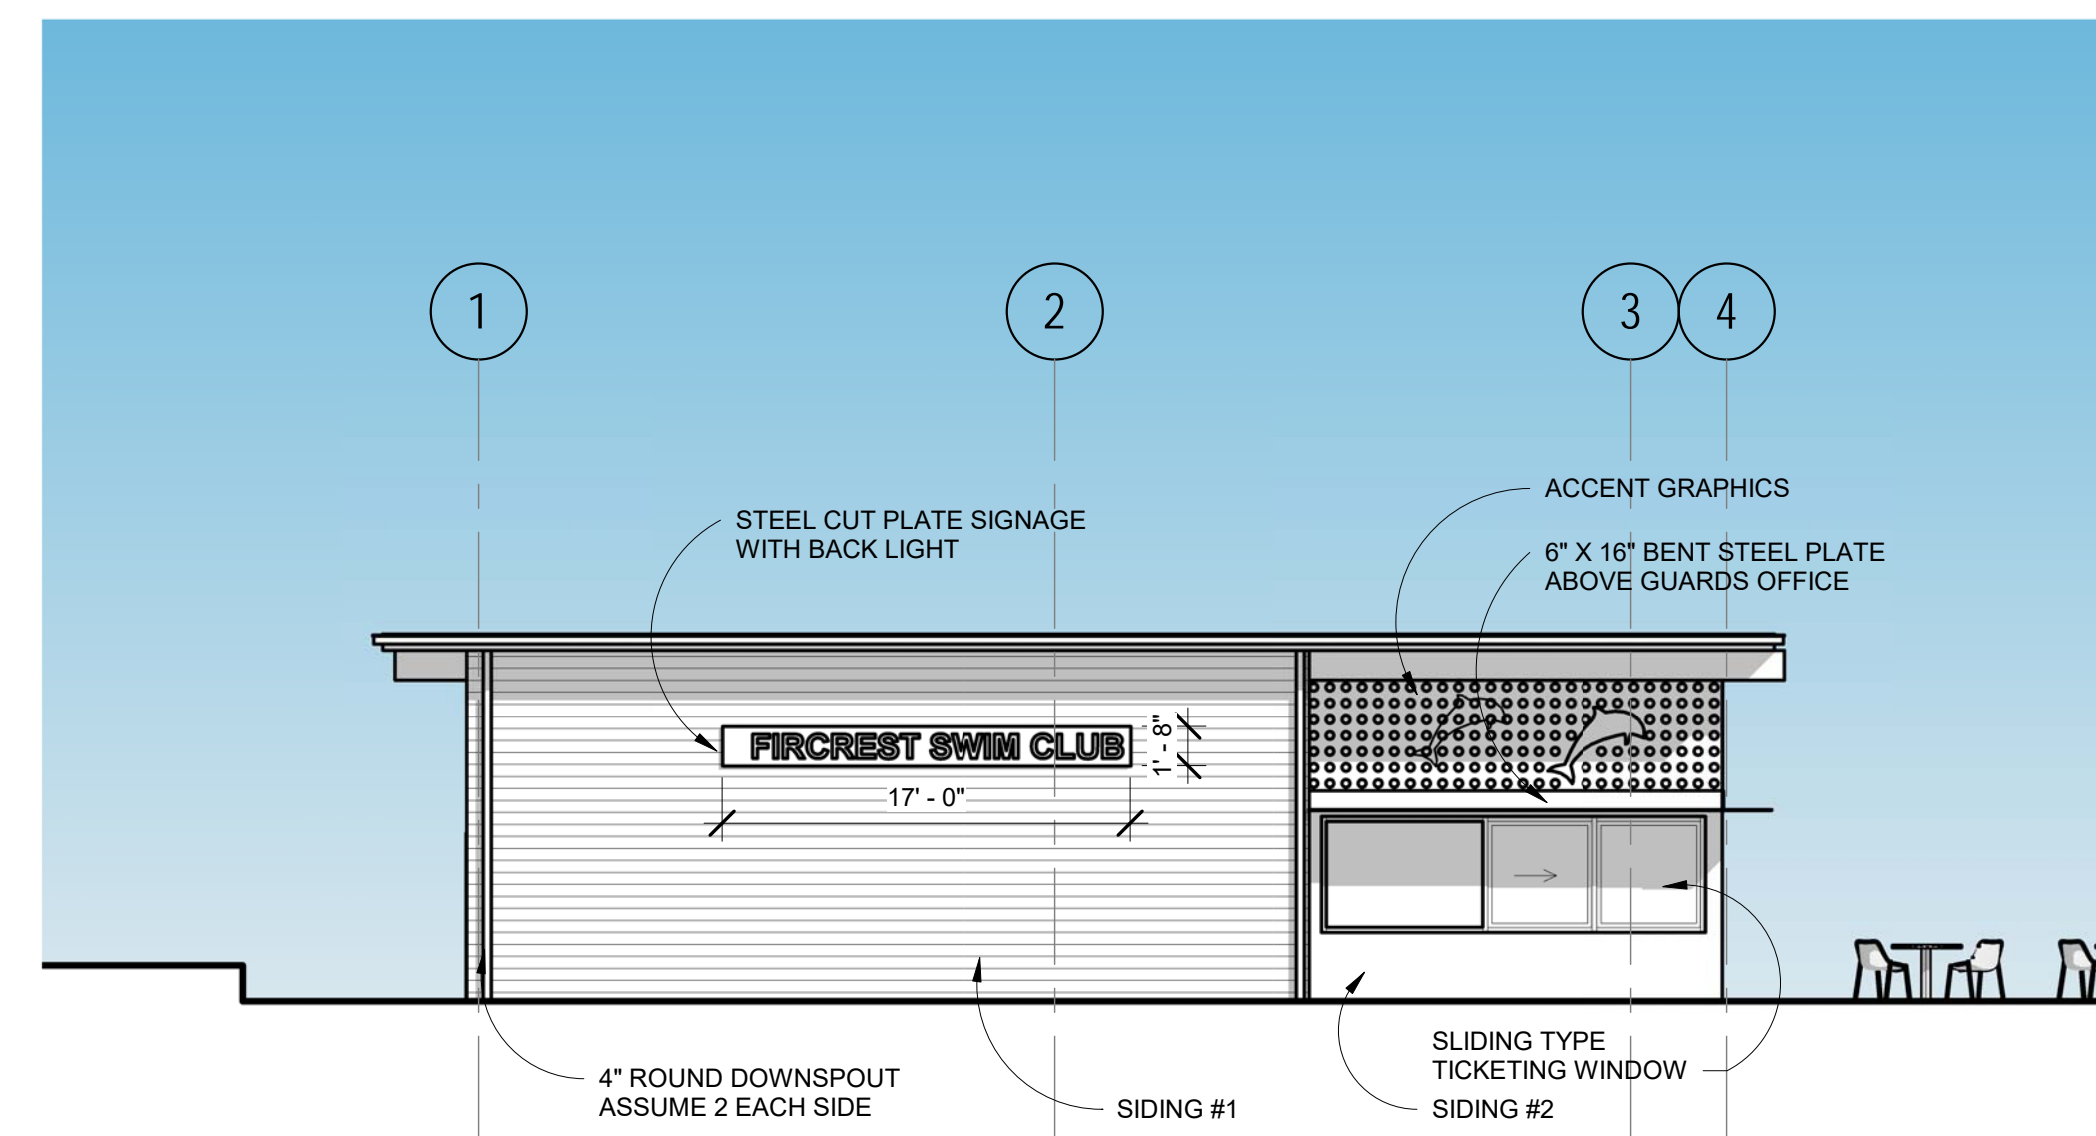 1
2
3
4
ACCENT GRAPHICS
STEEL CUT PLATE SIGNAGE
WITH BACK LIGHT
6" X 16" BENT STEEL PLATE
ABOVE GUARDS OFFICE
FIRCREST SWIM CLUB
1' - 8"
17' - 0"
SLIDING TYPE
TICKETING WINDOW
4" ROUND DOWNSPOUT
ASSUME 2 EACH SIDE
SIDING #1
SIDING #2